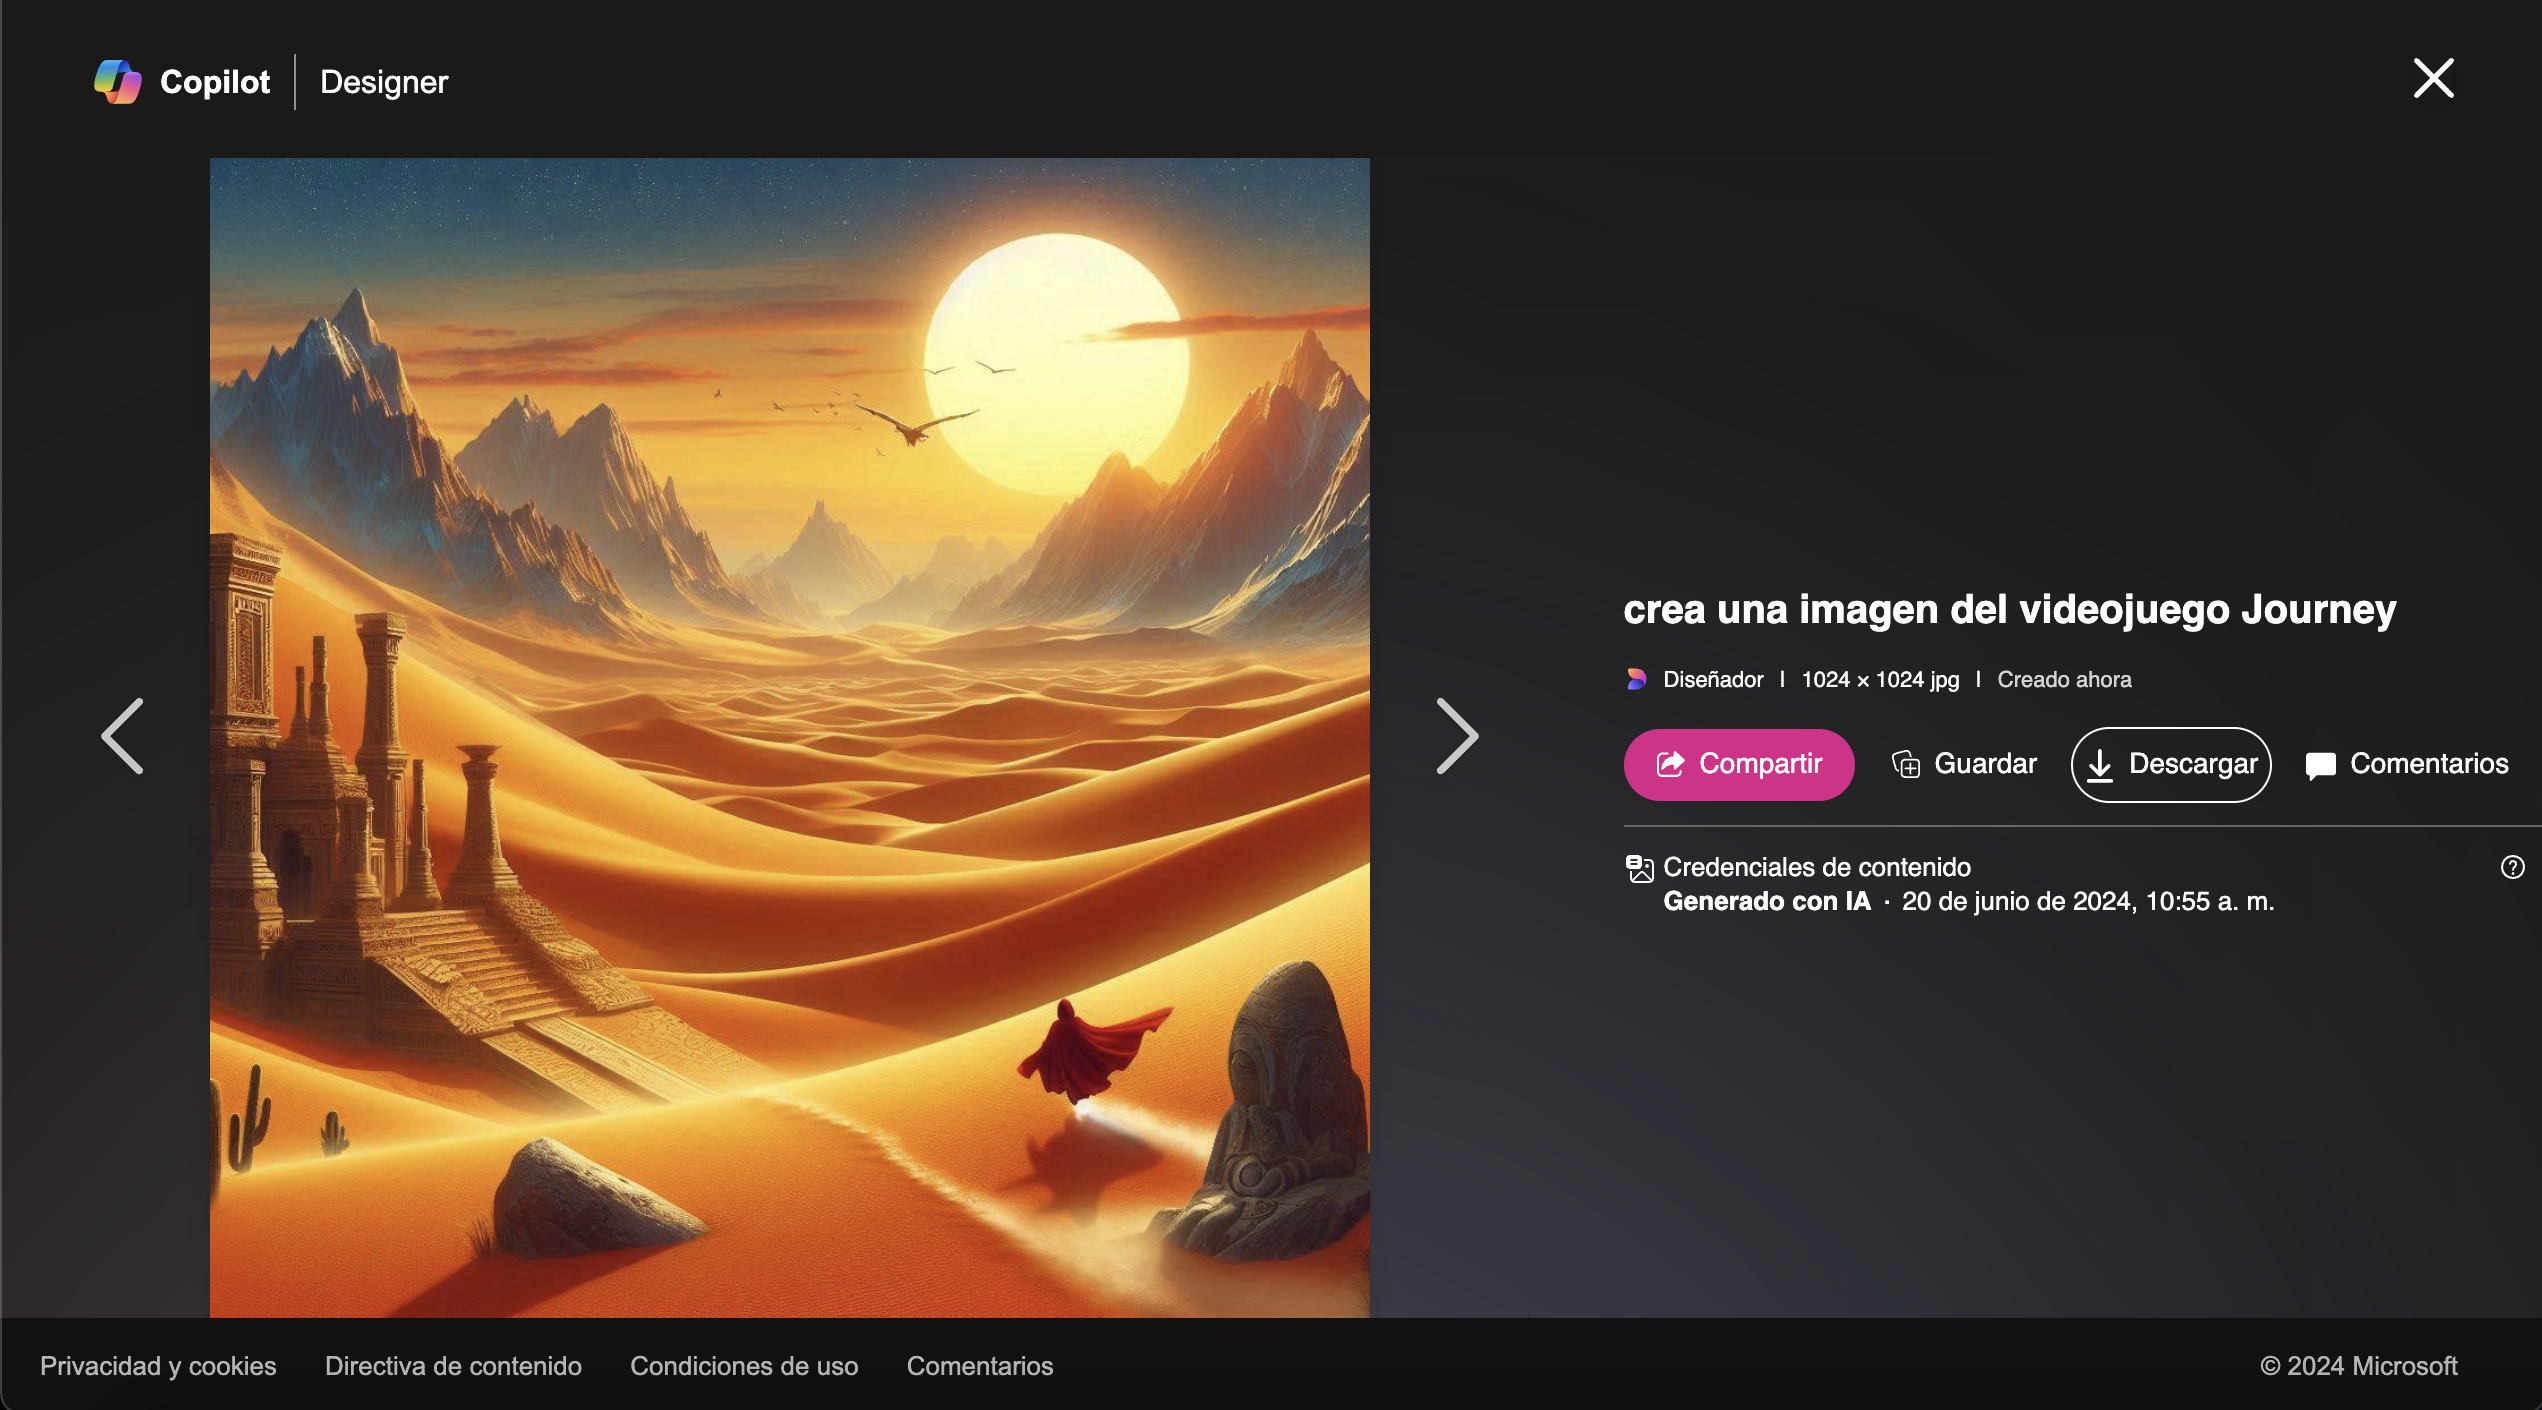 Copilot | Designer
crea una imagen del videojuego Journey
Diseñador | 1024 × 1024 jpg | Creado ahora
Compartir Guardar Descargar Comentarios
Credenciales de contenido
Generado con IA · 20 de junio de 2024, 10:55 a. m.
Privacidad y cookies Directiva de contenido Condiciones de uso Comentarios © 2024 Microsoft